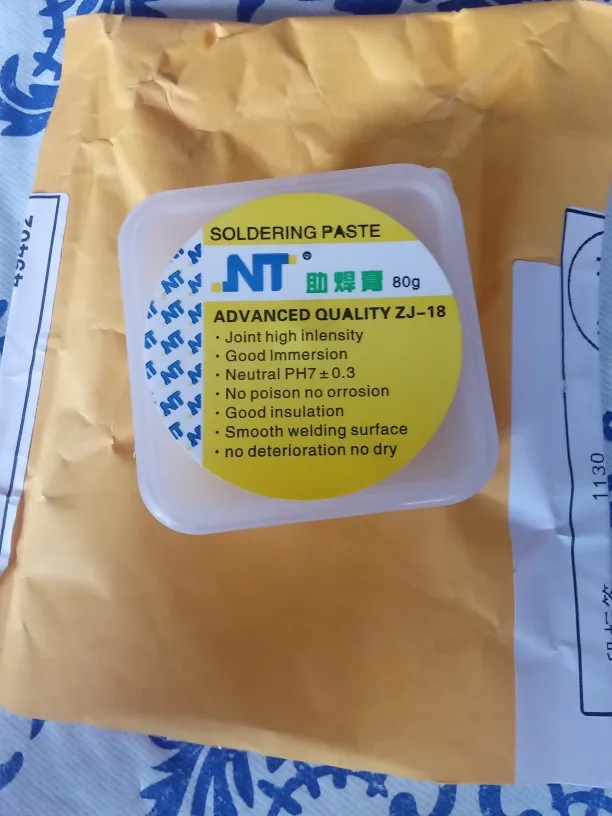 SOLDERING PASTE
NT®
助焊膏 80g
ADVANCED QUALITY ZJ-18
· Joint high inlensity
· Good Immersion
· Neutral PH7±0.3
· No poison no orrosion
· Good insulation
· Smooth welding surface
· no deterioration no dry
1130